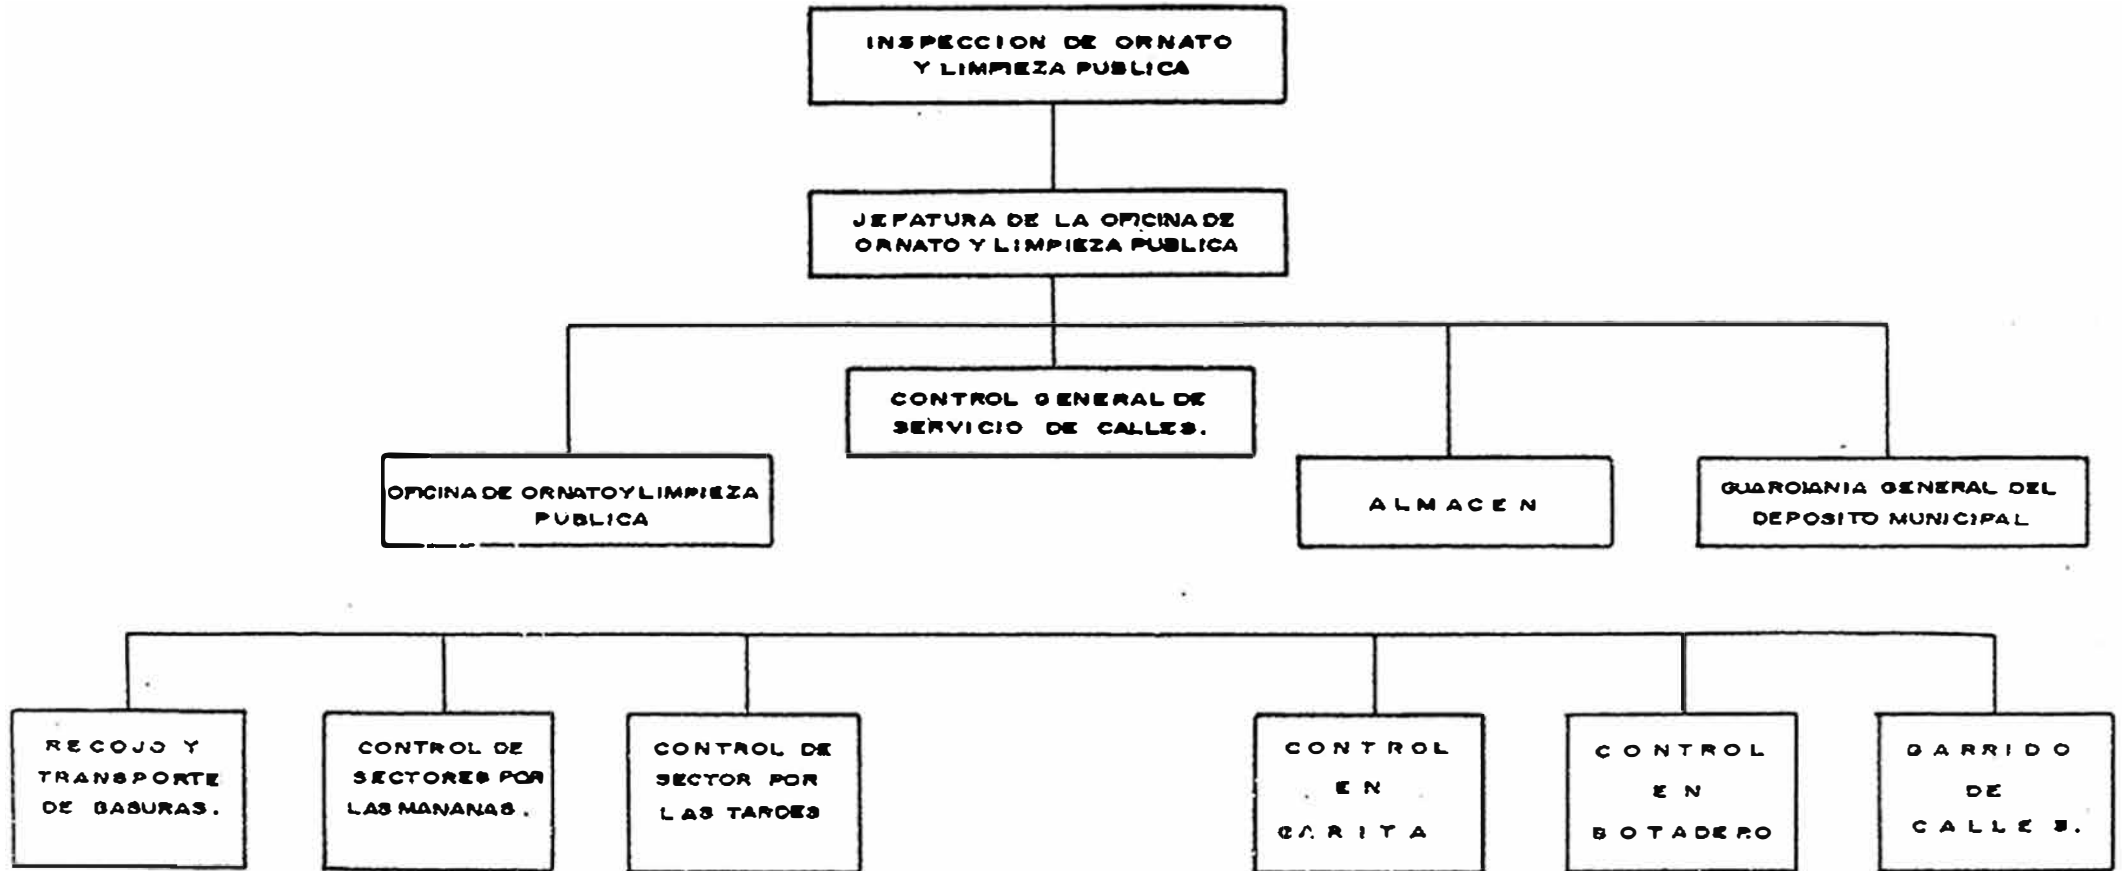 INSPECCION DE ORNATO
Y LIMPIEZA PUBLICA
JEFATURA DE LA OFICINA DE
ORNATO Y LIMPIEZA PUBLICA
CONTROL GENERAL DE
SERVICIO DE CALLES.
OFICINA DE ORNATO Y LIMPIEZA
PUBLICA
ALMACEN
GUARDIANIA GENERAL DEL
DEPOSITO MUNICIPAL
RECOJO Y
TRANSPORTE
DE BASURAS.
CONTROL DE
SECTORES POR
LAS MANANAS.
CONTROL DE
SECTOR POR
LAS TARDES
CONTROL
EN
GARITA
CONTROL
EN
BOTADERO
BARRIDO
DE
CALLES.